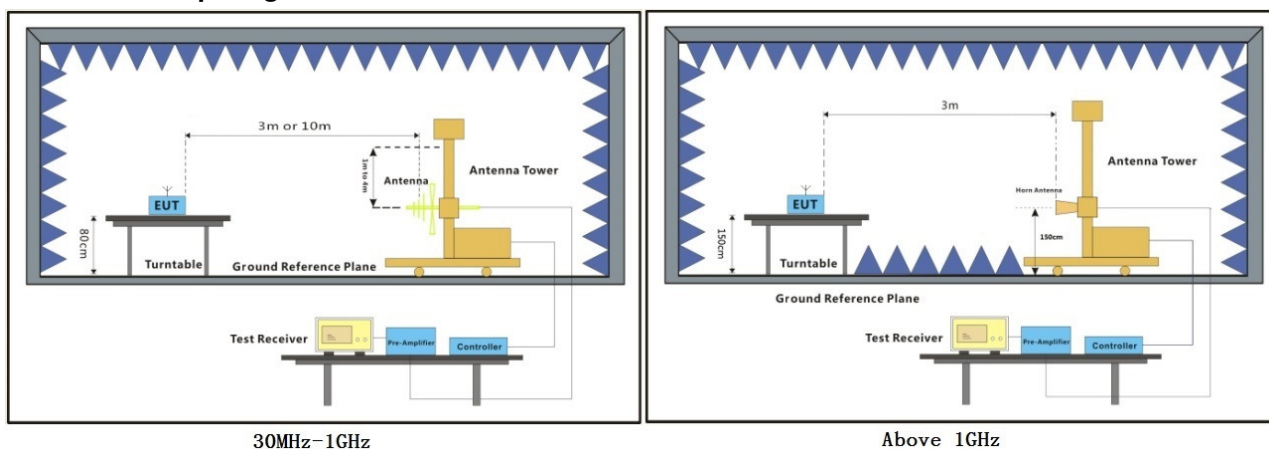 3m or 10m
1m to 4m
Antenna
Antenna Tower
EUT
80cm
Turntable
Ground Reference Plane
Test Receiver
Pre-Amplifier
Controller
30MHz-1GHz
3m
Antenna Tower
Horn Antenna
EUT
150cm
150cm
Turntable
Ground Reference Plane
Test Receiver
Pre-Amplifier
Controller
Above 1GHz